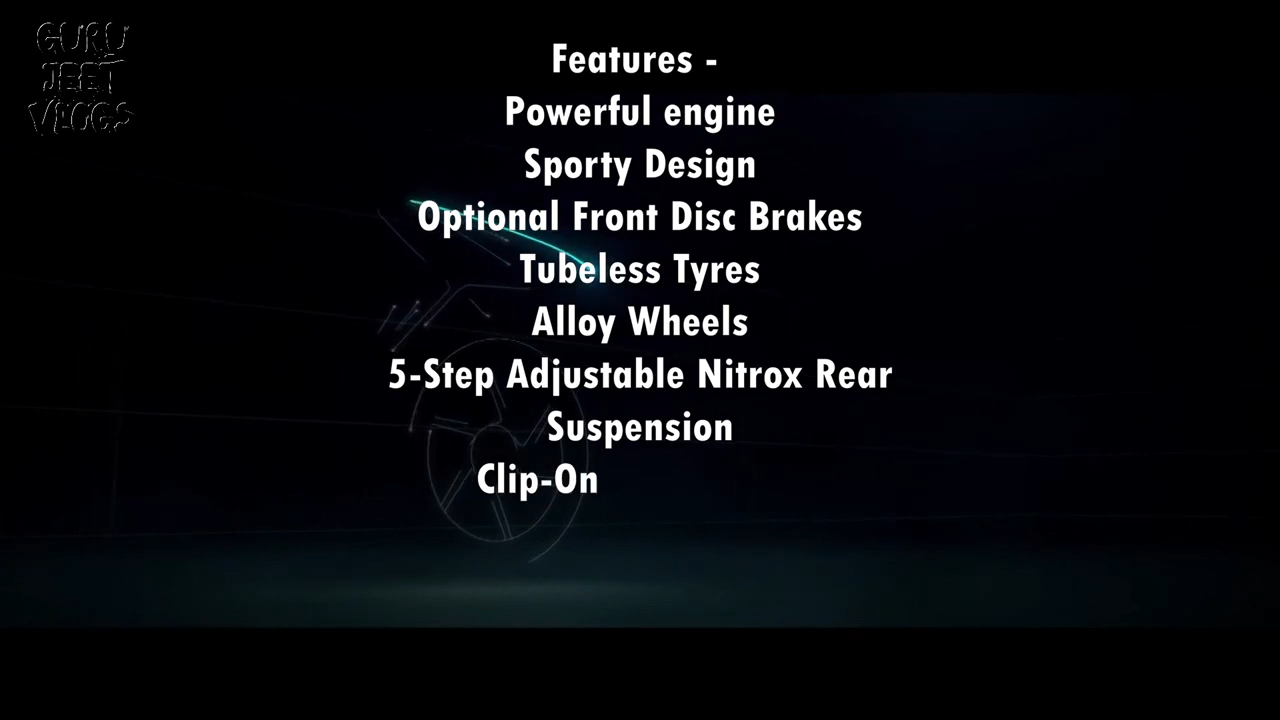 GURU
JEET
VLOGS
Features -
Powerful engine
Sporty Design
Optional Front Disc Brakes
Tubeless Tyres
Alloy Wheels
5-Step Adjustable Nitrox Rear
Suspension
Clip-On